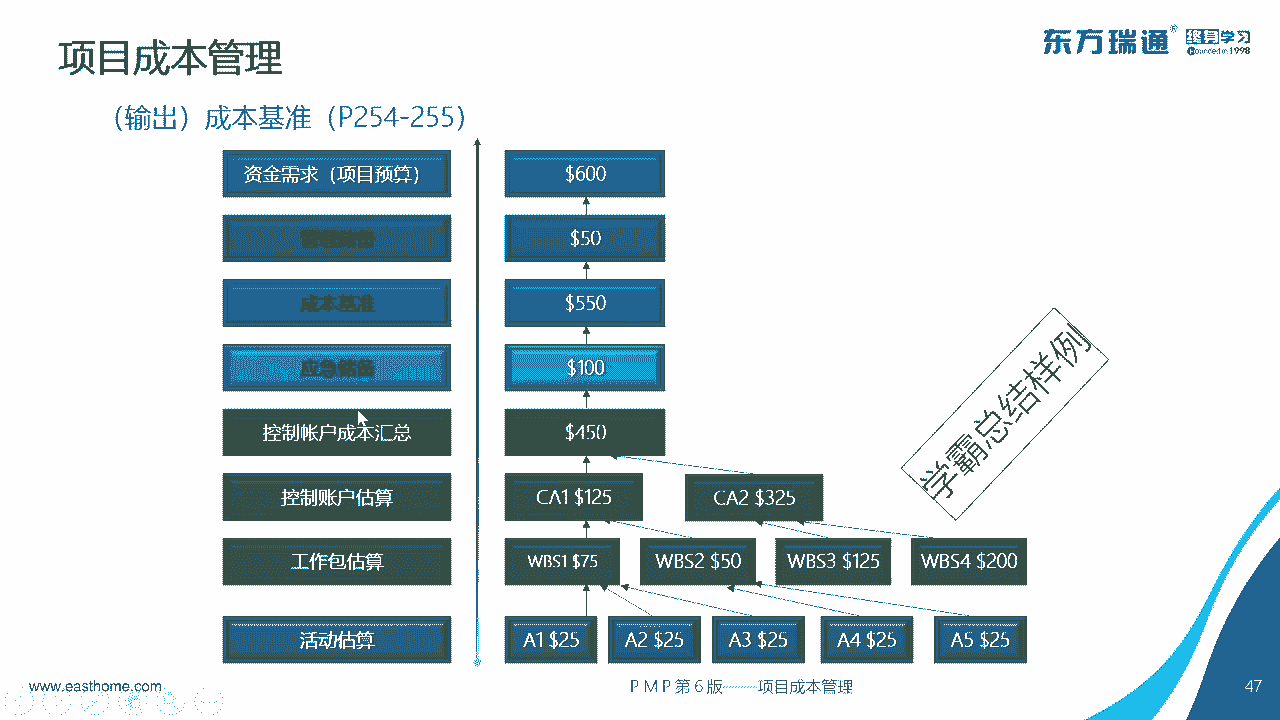 项目成本管理
东方瑞通® 终身学习
Founced in 1998
（输出）成本基准（P254-255）
资金需求（项目预算） $600
管理储备 $50
成本基准 $550
应急储备 $100
控制帐户成本汇总 $450
控制账户估算 CA1 $125 CA2 $325
工作包估算 WBS1 $75 WBS2 $50 WBS3 $125 WBS4 $200
活动估算 A1 $25 A2 $25 A3 $25 A4 $25 A5 $25
学霸总结样例
www.easthome.com
PMP第6版——项目成本管理
47